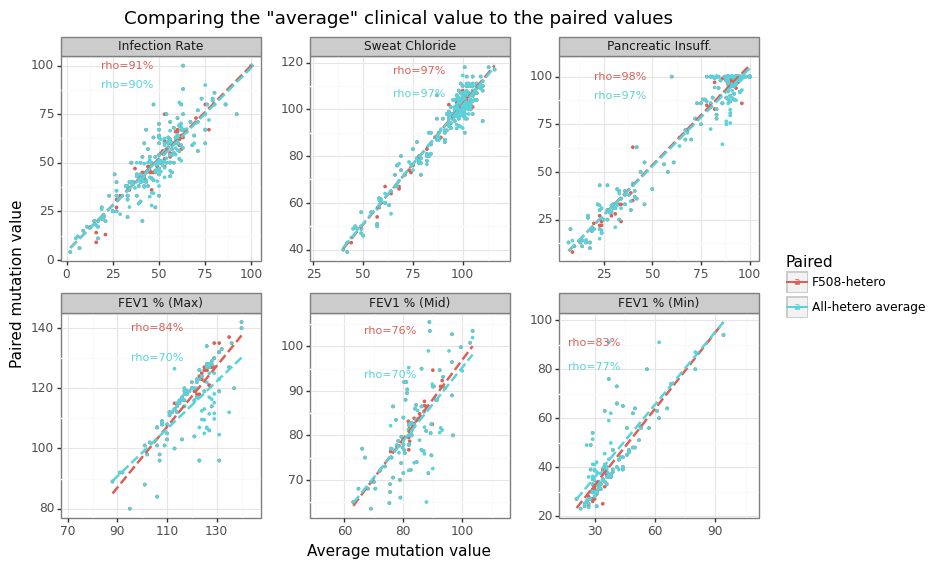 Comparing the "average" clinical value to the paired values
Infection Rate
Sweat Chloride
Pancreatic Insuff.
rho=91%
rho=90%
rho=97%
rho=97%
rho=98%
rho=97%
100
75
50
25
0
120
100
80
60
40
100
75
50
25
0
25
50
75
100
25
50
75
100
25
50
75
100
FEV1 % (Max)
FEV1 % (Mid)
FEV1 % (Min)
rho=84%
rho=70%
rho=76%
rho=70%
rho=83%
rho=77%
140
120
100
80
100
90
80
70
100
80
60
40
20
70
90
110
130
60
80
100
30
60
90
Paired mutation value
Average mutation value
Paired
F508-hetero
All-hetero average